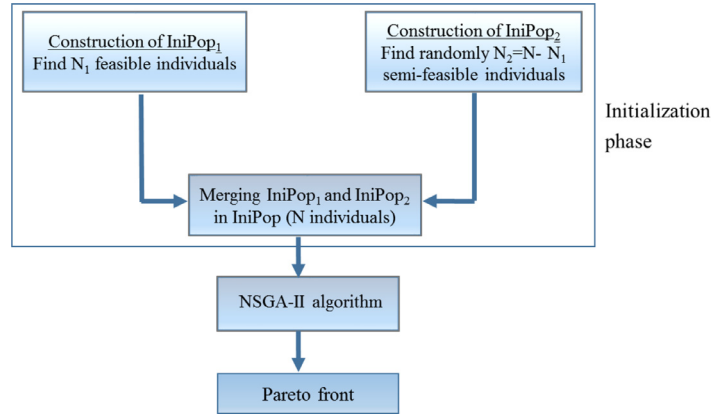 Construction of IniPop₁
Find N₁ feasible individuals
Construction of IniPop₂
Find randomly N₂=N- N₁
semi-feasible individuals
Initialization
phase
Merging IniPop₁ and IniPop₂
in IniPop (N individuals)
NSGA-II algorithm
Pareto front